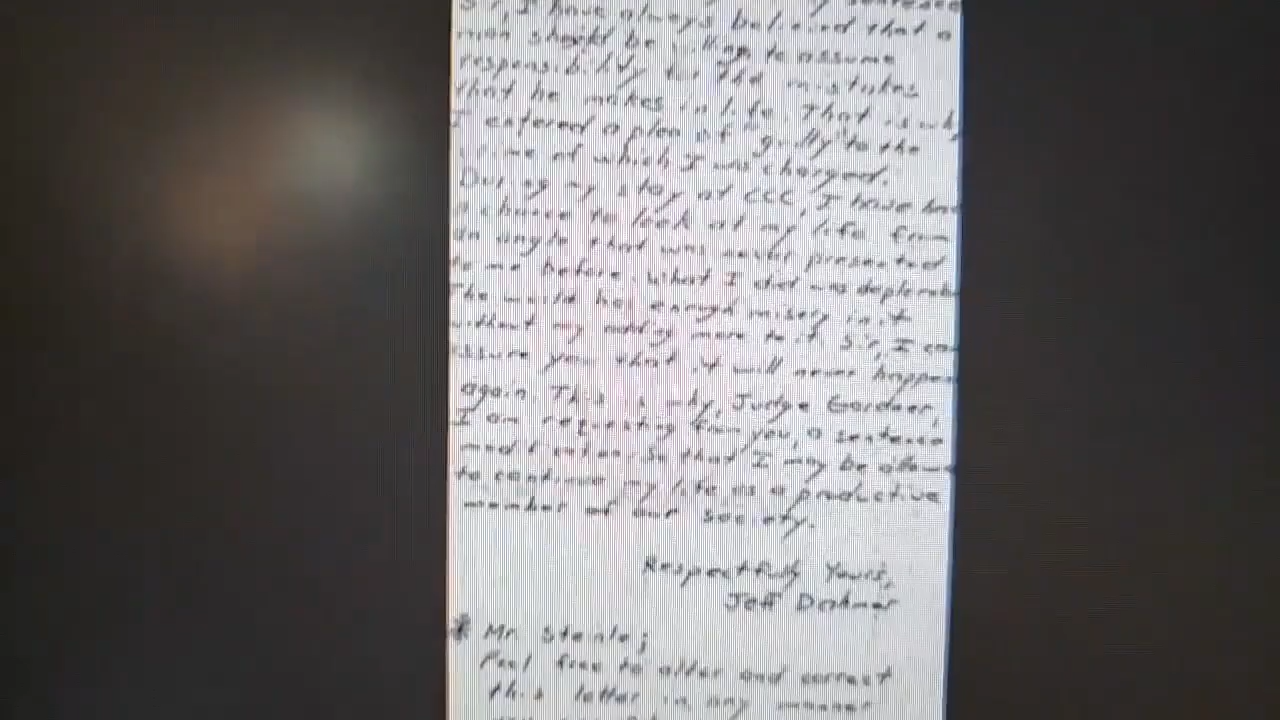 Sir, I have always believed that a
man should be willing to assume
responsibility for the mistakes
that he makes in life. That is why
I entered a plea of "guilty" to the
crime of which I was charged.
During my stay at CCC, I have had
a chance to look at my life from
an angle that was never presented
to me before. What I did was deplorable
The world has enough misery in it
without my adding more to it. Sir, I can
assure you that it will never happen
again. This is why, Judge Gardner,
I am requesting from you, a sentence
modification. So that I may be allowed
to continue my life as a productive
member of our society.
Respectfully Yours,
Jeff Dahmer
* Mr. Steinle;
Feel free to alter and correct
this letter in any manner